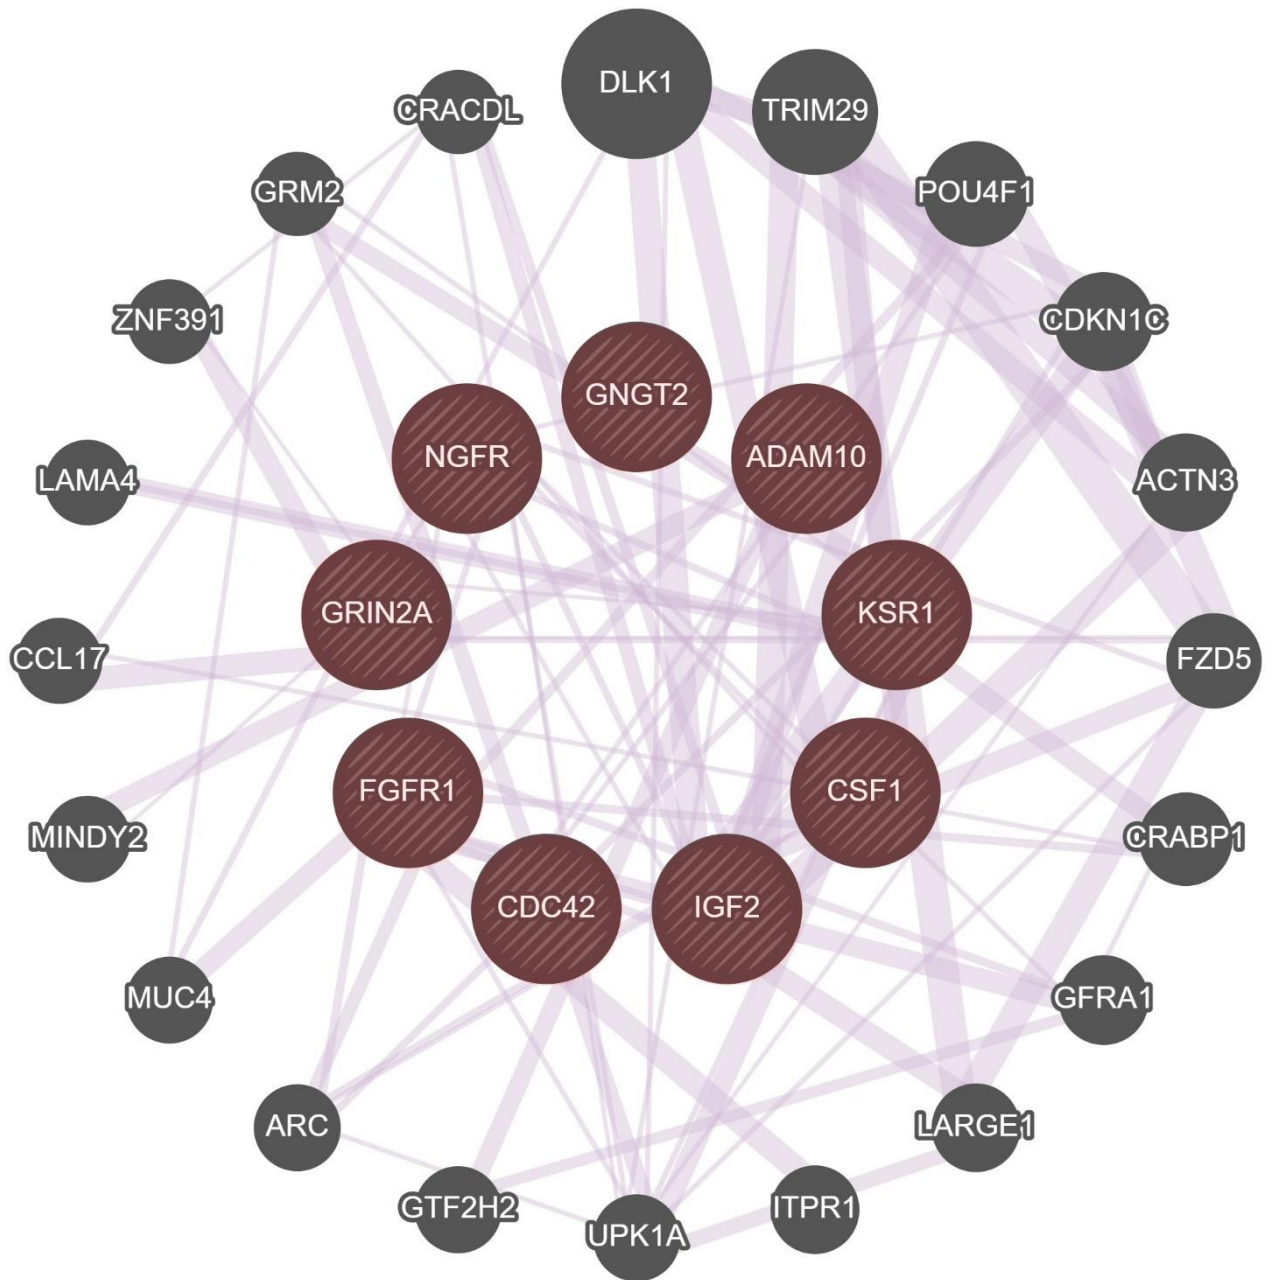 DLK1
TRIM29
CRACDL
POU4F1
GRM2
CDKN1C
ZNF391
GNGT2
NGFR
ADAM10
LAMA4
ACTN3
GRIN2A
KSR1
CCL17
FZD5
FGFR1
CSF1
MINDY2
CRABP1
CDC42
IGF2
MUC4
GFRA1
ARC
LARGE1
GTF2H2
ITPR1
UPK1A